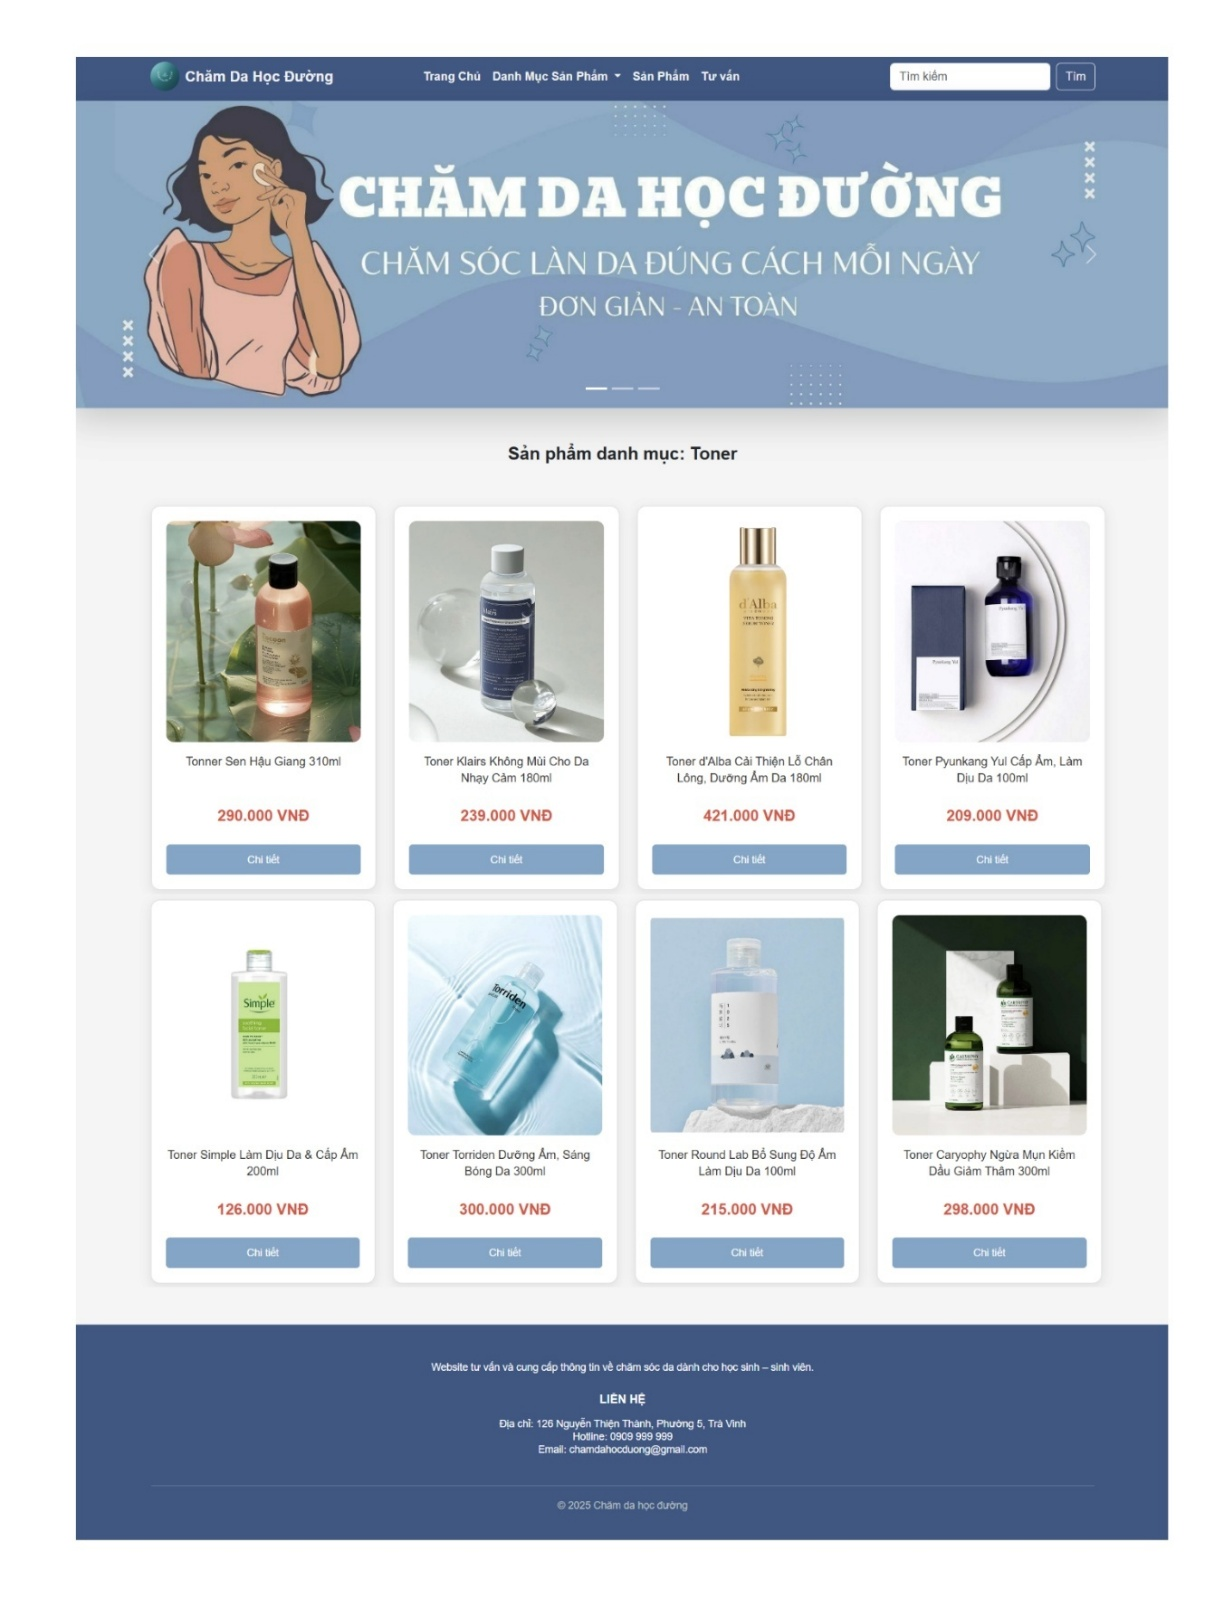 Chăm Da Học Đường
Trang Chủ Danh Mục Sản Phẩm Sản Phẩm Tư vấn
Tìm kiếm Tìm
CHĂM DA HỌC ĐƯỜNG
CHĂM SÓC LÀN DA ĐÚNG CÁCH MỖI NGÀY
ĐƠN GIẢN - AN TOÀN
Sản phẩm danh mục: Toner
Klairs
d'Alba
Pyunkang Yul
Pyunkang Yul
Tonner Sen Hậu Giang 310ml
290.000 VNĐ
Chi tiết
Toner Klairs Không Mùi Cho Da
Nhạy Cảm 180ml
239.000 VNĐ
Chi tiết
Toner d'Alba Cải Thiện Lỗ Chân
Lông, Dưỡng Ẩm Da 180ml
421.000 VNĐ
Chi tiết
Toner Pyunkang Yul Cấp Ẩm, Làm
Dịu Da 100ml
209.000 VNĐ
Chi tiết
Simple
Torriden
Toner Simple Làm Dịu Da & Cấp Ẩm
200ml
126.000 VNĐ
Chi tiết
Toner Torriden Dưỡng Ẩm, Sáng
Bóng Da 300ml
300.000 VNĐ
Chi tiết
Toner Round Lab Bổ Sung Độ Ẩm
Làm Dịu Da 100ml
215.000 VNĐ
Chi tiết
Toner Caryophy Ngừa Mụn Kiềm
Dầu Giảm Thâm 300ml
298.000 VNĐ
Chi tiết
Website tư vấn và cung cấp thông tin về chăm sóc da dành cho học sinh – sinh viên.
LIÊN HỆ
Địa chỉ: 126 Nguyễn Thiện Thành, Phường 5, Trà Vinh
Hotline: 0909 999 999
Email: chamdahocduong@gmail.com
© 2025 Chăm da học đường